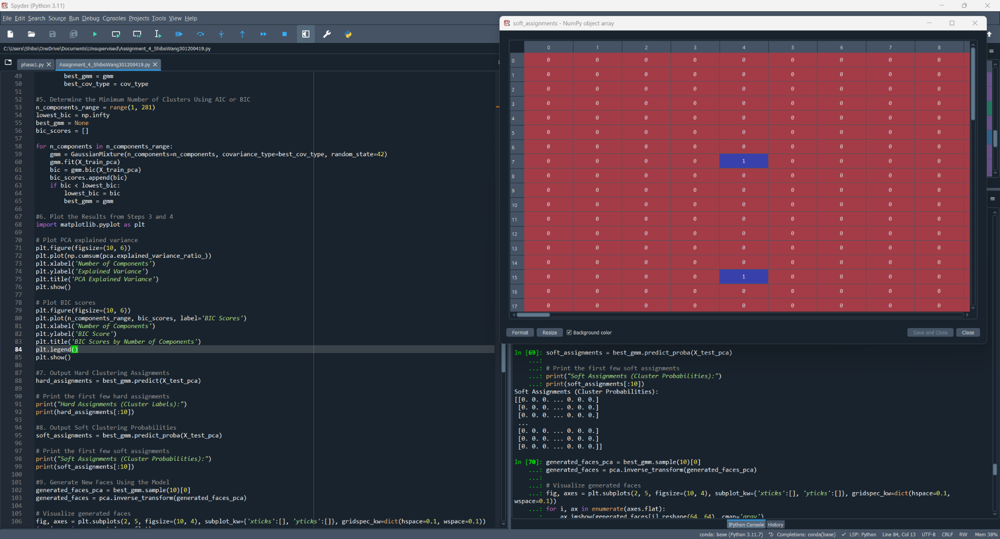 Spyder (Python 3.11)
File Edit Search Source Run Debug Consoles Projects Tools View Help
C:\Users\Shibo\OneDrive\Documents\Unsupervised\Assignment_4_ShiboWang301200419.py
phase1.py
Assignment_4_ShiboWang301200419.py
49 best_gmm = gmm
50 best_cov_type = cov_type
51
52 #5. Determine the Minimum Number of Clusters Using AIC or BIC
53 n_components_range = range(1, 281)
54 lowest_bic = np.infty
55 best_gmm = None
56 bic_scores = []
57
58 for n_components in n_components_range:
59 gmm = GaussianMixture(n_components=n_components, covariance_type=best_cov_type, random_state=42)
60 gmm.fit(X_train_pca)
61 bic = gmm.bic(X_train_pca)
62 bic_scores.append(bic)
63 if bic < lowest_bic:
64 lowest_bic = bic
65 best_gmm = gmm
66
67 #6. Plot the Results from Steps 3 and 4
68 import matplotlib.pyplot as plt
69
70 # Plot PCA explained variance
71 plt.figure(figsize=(10, 6))
72 plt.plot(np.cumsum(pca.explained_variance_ratio_))
73 plt.xlabel('Number of Components')
74 plt.ylabel('Explained Variance')
75 plt.title('PCA Explained Variance')
76 plt.show()
77
78 # Plot BIC scores
79 plt.figure(figsize=(10, 6))
80 plt.plot(n_components_range, bic_scores, label='BIC Scores')
81 plt.xlabel('Number of Components')
82 plt.ylabel('BIC Score')
83 plt.title('BIC Scores by Number of Components')
84 plt.legend()
85 plt.show()
86
87 #7. Output Hard Clustering Assignments
88 hard_assignments = best_gmm.predict(X_test_pca)
89
90 # Print the first few hard assignments
91 print("Hard Assignments (Cluster Labels):")
92 print(hard_assignments[:10])
93
94 #8. Output Soft Clustering Probabilities
95 soft_assignments = best_gmm.predict_proba(X_test_pca)
96
97 # Print the first few soft assignments
98 print("Soft Assignments (Cluster Probabilities):")
99 print(soft_assignments[:10])
100
101 #9. Generate New Faces Using the Model
102 generated_faces_pca = best_gmm.sample(10)[0]
103 generated_faces = pca.inverse_transform(generated_faces_pca)
104
105 # Visualize generated faces
106 fig, axes = plt.subplots(2, 5, figsize=(10, 4), subplot_kw={'xticks':[], 'yticks':[]}, gridspec_kw=dict(hspace=0.1, wspace=0.1))
soft_assignments - NumPy object array
0 1 2 3 4 5 6 7 8
0 0 0 0 0 0 0 0 0 0
1 0 0 0 0 0 0 0 0 0
2 0 0 0 0 0 0 0 0 0
3 0 0 0 0 0 0 0 0 0
4 0 0 0 0 0 0 0 0 0
5 0 0 0 0 0 0 0 0 0
6 0 0 0 0 0 0 0 0 0
7 0 0 0 0 1 0 0 0 0
8 0 0 0 0 0 0 0 0 0
9 0 0 0 0 0 0 0 0 0
10 0 0 0 0 0 0 0 0 0
11 0 0 0 0 0 0 0 0 0
12 0 0 0 0 0 0 0 0 0
13 0 0 0 0 0 0 0 0 0
14 0 0 0 0 0 0 0 0 0
15 0 0 0 0 1 0 0 0 0
16 0 0 0 0 0 0 0 0 0
17 0 0 0 0 0 0 0 0 0
Format Resize Background color Save and Close Close
In [69]: soft_assignments = best_gmm.predict_proba(X_test_pca)
...:
...: # Print the first few soft assignments
...: print("Soft Assignments (Cluster Probabilities):")
...: print(soft_assignments[:10])
Soft Assignments (Cluster Probabilities):
[[0. 0. 0. ... 0. 0. 0.]
[0. 0. 0. ... 0. 0. 0.]
[0. 0. 0. ... 0. 0. 0.]
...
[0. 0. 0. ... 0. 0. 0.]
[0. 0. 0. ... 0. 0. 0.]
[0. 0. 0. ... 0. 0. 0.]]
In [70]: generated_faces_pca = best_gmm.sample(10)[0]
...: generated_faces = pca.inverse_transform(generated_faces_pca)
...:
...: # Visualize generated faces
...: fig, axes = plt.subplots(2, 5, figsize=(10, 4), subplot_kw={'xticks':[], 'yticks':[]}, gridspec_kw=dict(hspace=0.1,
wspace=0.1))
...: for i, ax in enumerate(axes.flat):
ax.imshow(generated_faces[i].reshape(64, 64), cmap='gray')
IPython Console History
conda: base (Python 3.11.7) Completions: conda(base) LSP: Python Line 84, Col 13 UTF-8 CRLF RW Mem 38%